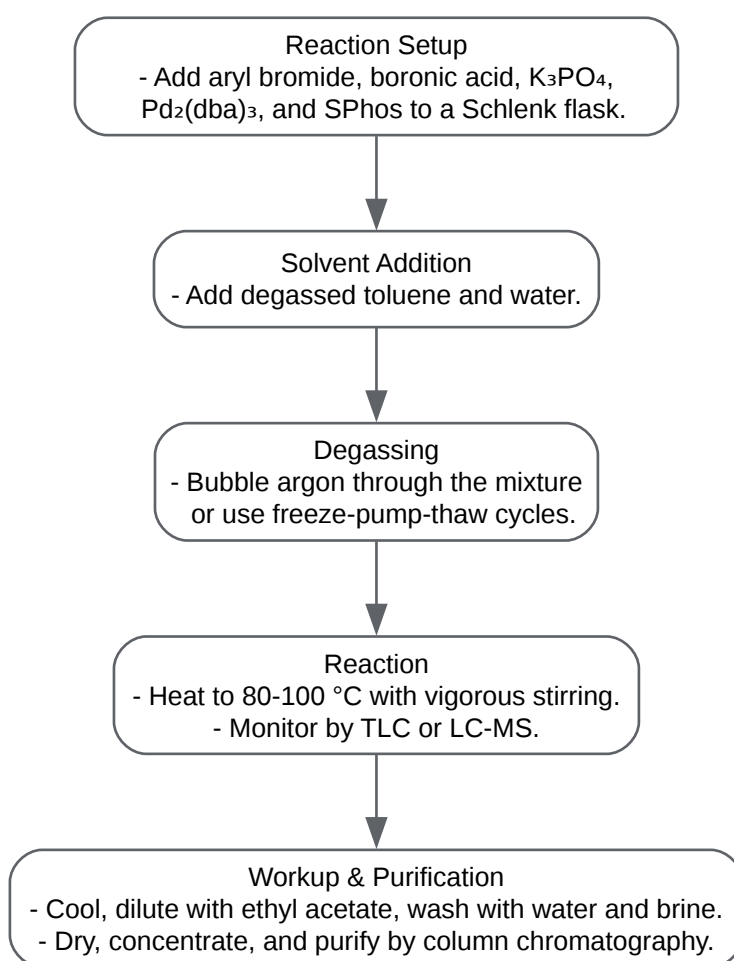 Reaction Setup
- Add aryl bromide, boronic acid, K₃PO₄,
Pd₂(dba)₃, and SPhos to a Schlenk flask.
Solvent Addition
- Add degassed toluene and water.
Degassing
- Bubble argon through the mixture
or use freeze-pump-thaw cycles.
Reaction
- Heat to 80-100 °C with vigorous stirring.
- Monitor by TLC or LC-MS.
Workup & Purification
- Cool, dilute with ethyl acetate, wash with water and brine.
- Dry, concentrate, and purify by column chromatography.